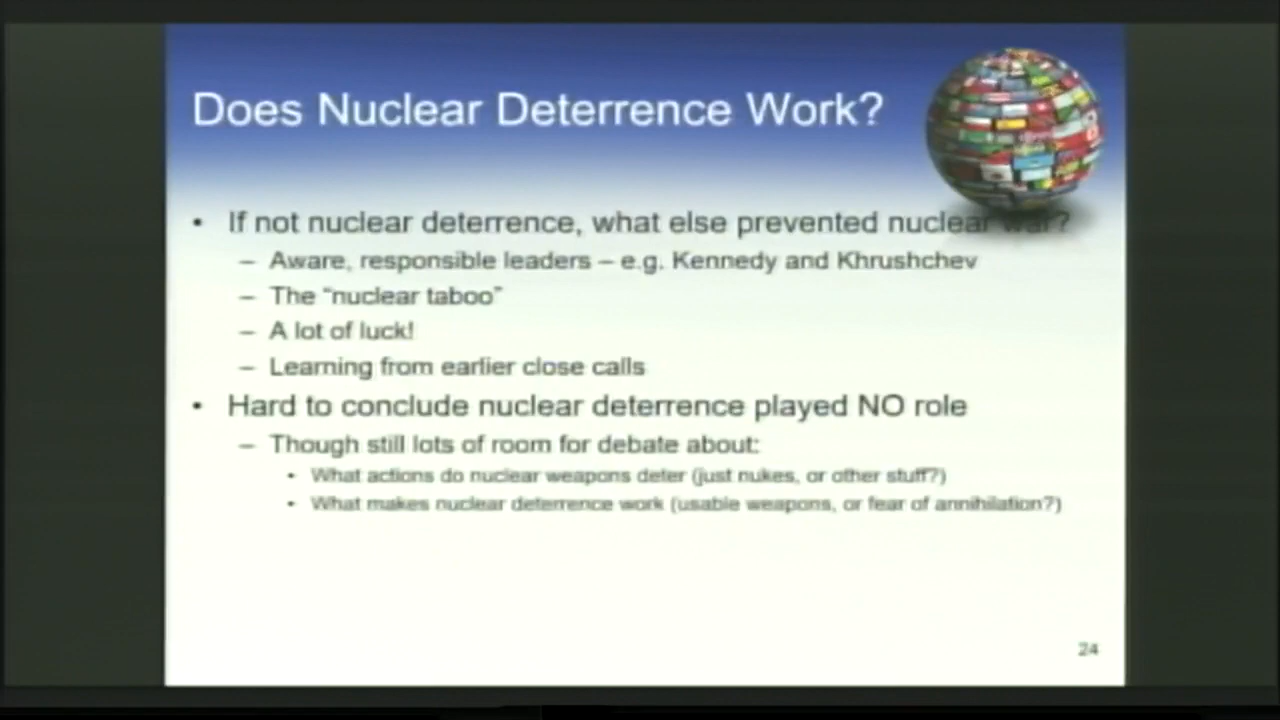 Does Nuclear Deterrence Work?
• If not nuclear deterrence, what else prevented nuclear war?
– Aware, responsible leaders – e.g. Kennedy and Khrushchev
– The “nuclear taboo”
– A lot of luck!
– Learning from earlier close calls
• Hard to conclude nuclear deterrence played NO role
– Though still lots of room for debate about:
• What actions do nuclear weapons deter (just nukes, or other stuff?)
• What makes nuclear deterrence work (usable weapons, or fear of annihilation?)
24